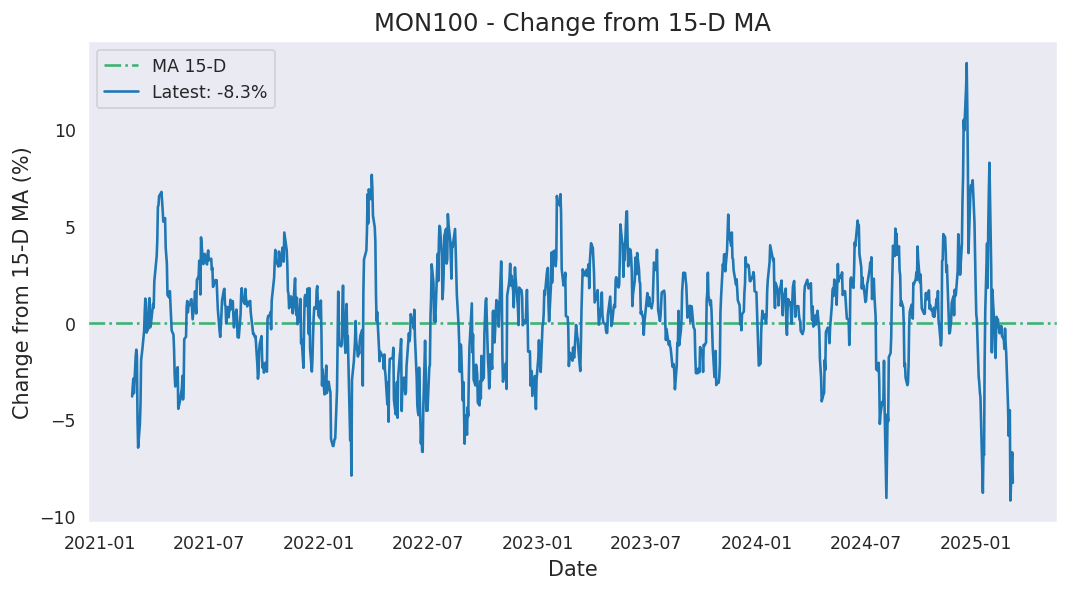 MON100 - Change from 15-D MA
MA 15-D
Latest: -8.3%
Change from 15-D MA (%)
10
5
0
−5
−10
2021-01 2021-07 2022-01 2022-07 2023-01 2023-07 2024-01 2024-07 2025-01
Date